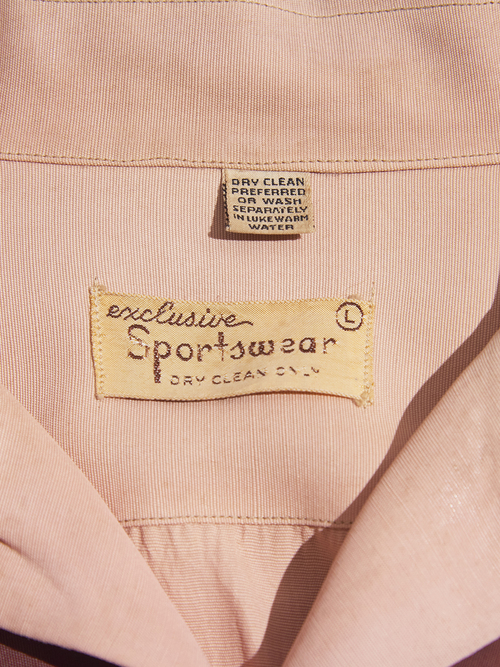 DRY CLEAN
PREFERRED
OR WASH
SEPARATELY
IN LUKEWARM
WATER
exclusive
L
Sportswear
DRY CLEAN ONLY